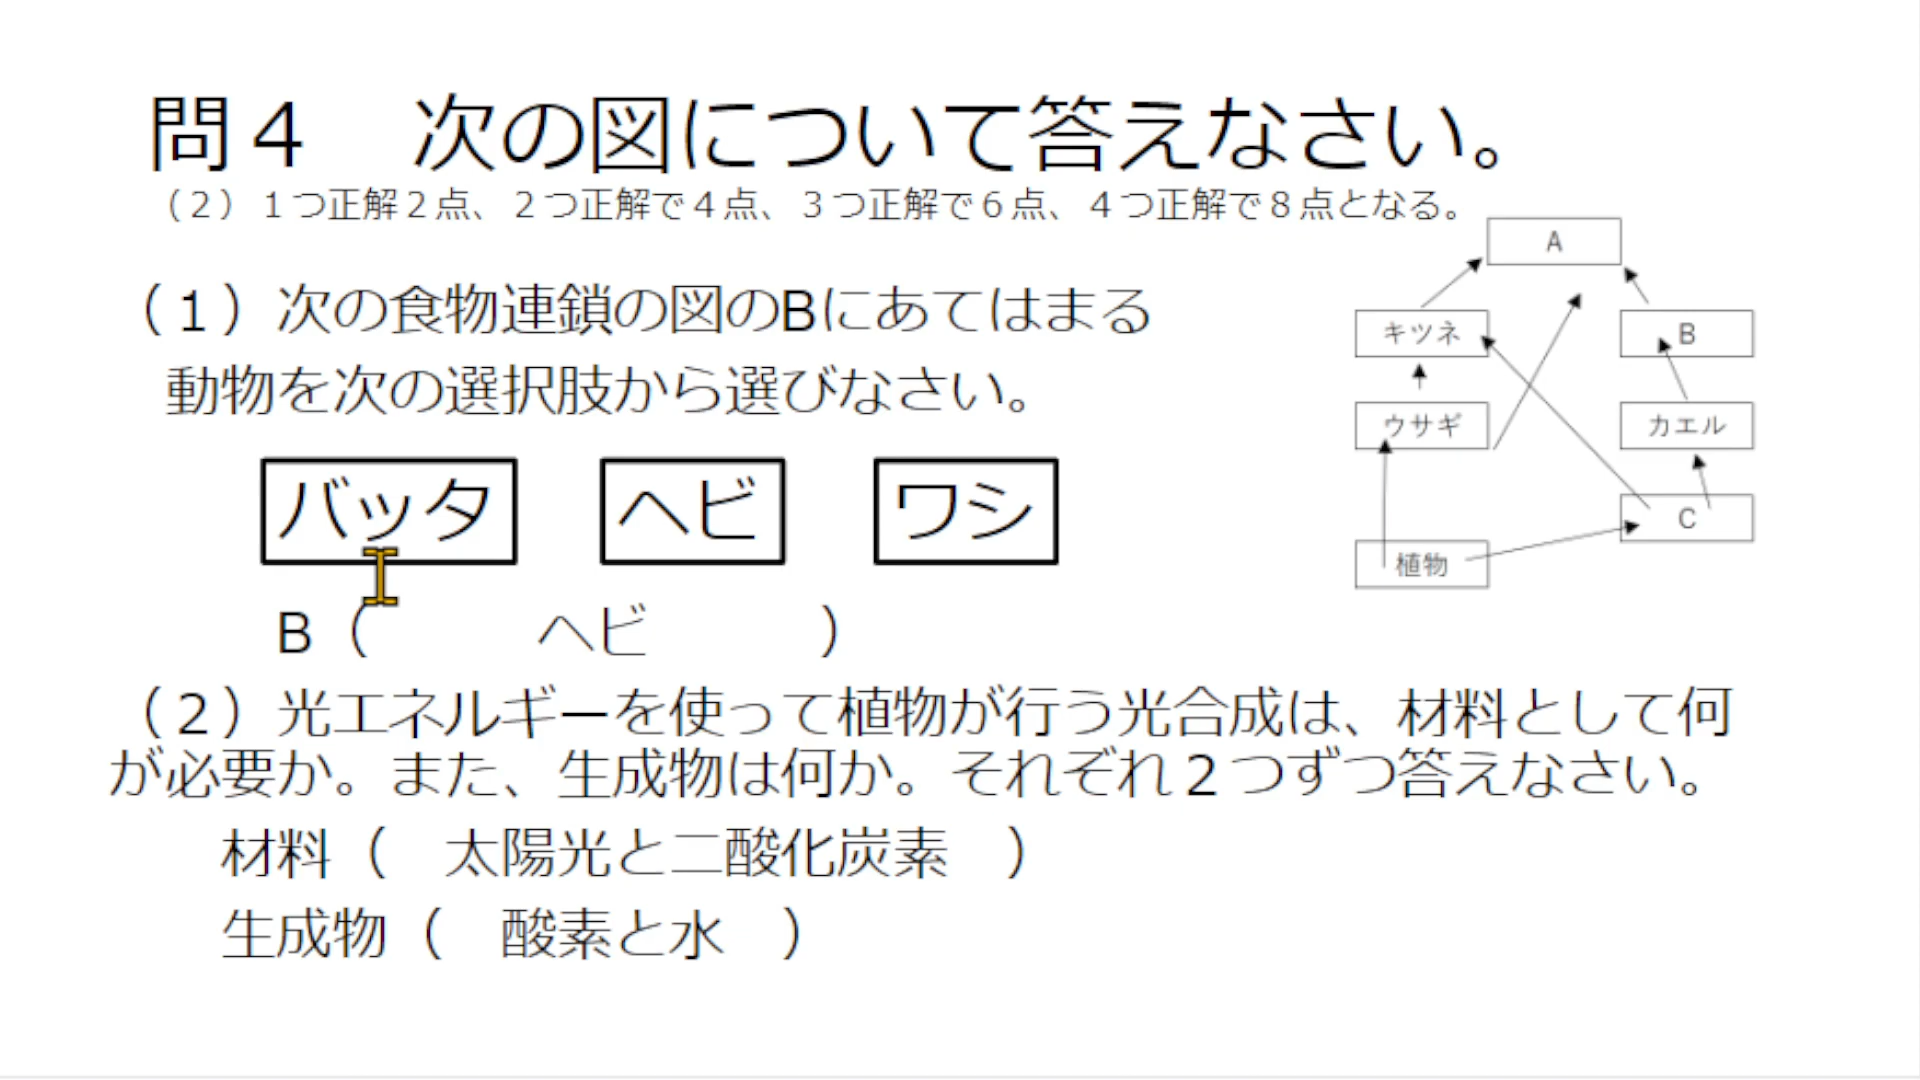 問４　次の図について答えなさい。
（２）１つ正解２点、２つ正解で４点、３つ正解で６点、４つ正解で８点となる。
（１）次の食物連鎖の図のBにあてはまる
動物を次の選択肢から選びなさい。
バッタ　ヘビ　ワシ
B（　ヘビ　）
A
キツネ　B
ウサギ　カエル
C
植物
（２）光エネルギーを使って植物が行う光合成は、材料として何
が必要か。また、生成物は何か。それぞれ２つずつ答えなさい。
材料（　太陽光と二酸化炭素　）
生成物（　酸素と水　）